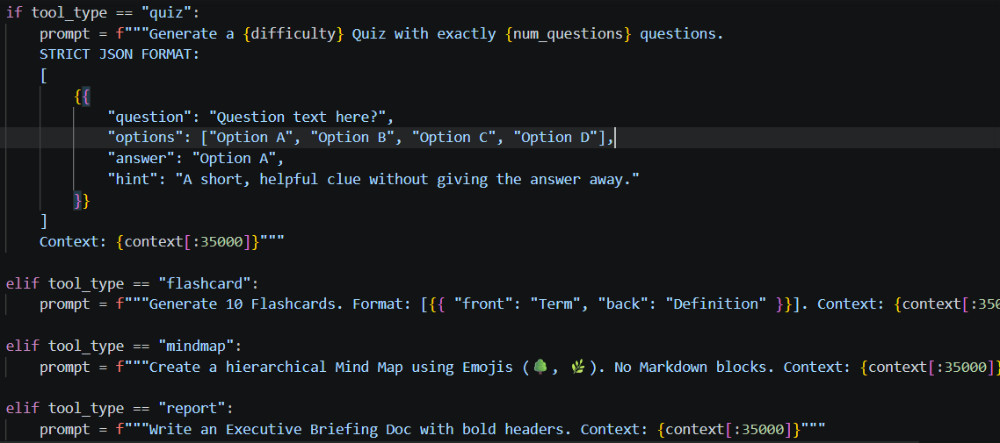 if tool_type == "quiz":
    prompt = f"""Generate a {difficulty} Quiz with exactly {num_questions} questions.
    STRICT JSON FORMAT:
    [
        {{
            "question": "Question text here?",
            "options": ["Option A", "Option B", "Option C", "Option D"],
            "answer": "Option A",
            "hint": "A short, helpful clue without giving the answer away."
        }}
    ]
    Context: {context[:35000]}"""
elif tool_type == "flashcard":
    prompt = f"""Generate 10 Flashcards. Format: [{{ "front": "Term", "back": "Definition" }}]. Context: {context[:350
elif tool_type == "mindmap":
    prompt = f"""Create a hierarchical Mind Map using Emojis (🌳, 🌿). No Markdown blocks. Context: {context[:35000]}
elif tool_type == "report":
    prompt = f"""Write an Executive Briefing Doc with bold headers. Context: {context[:35000]}"""